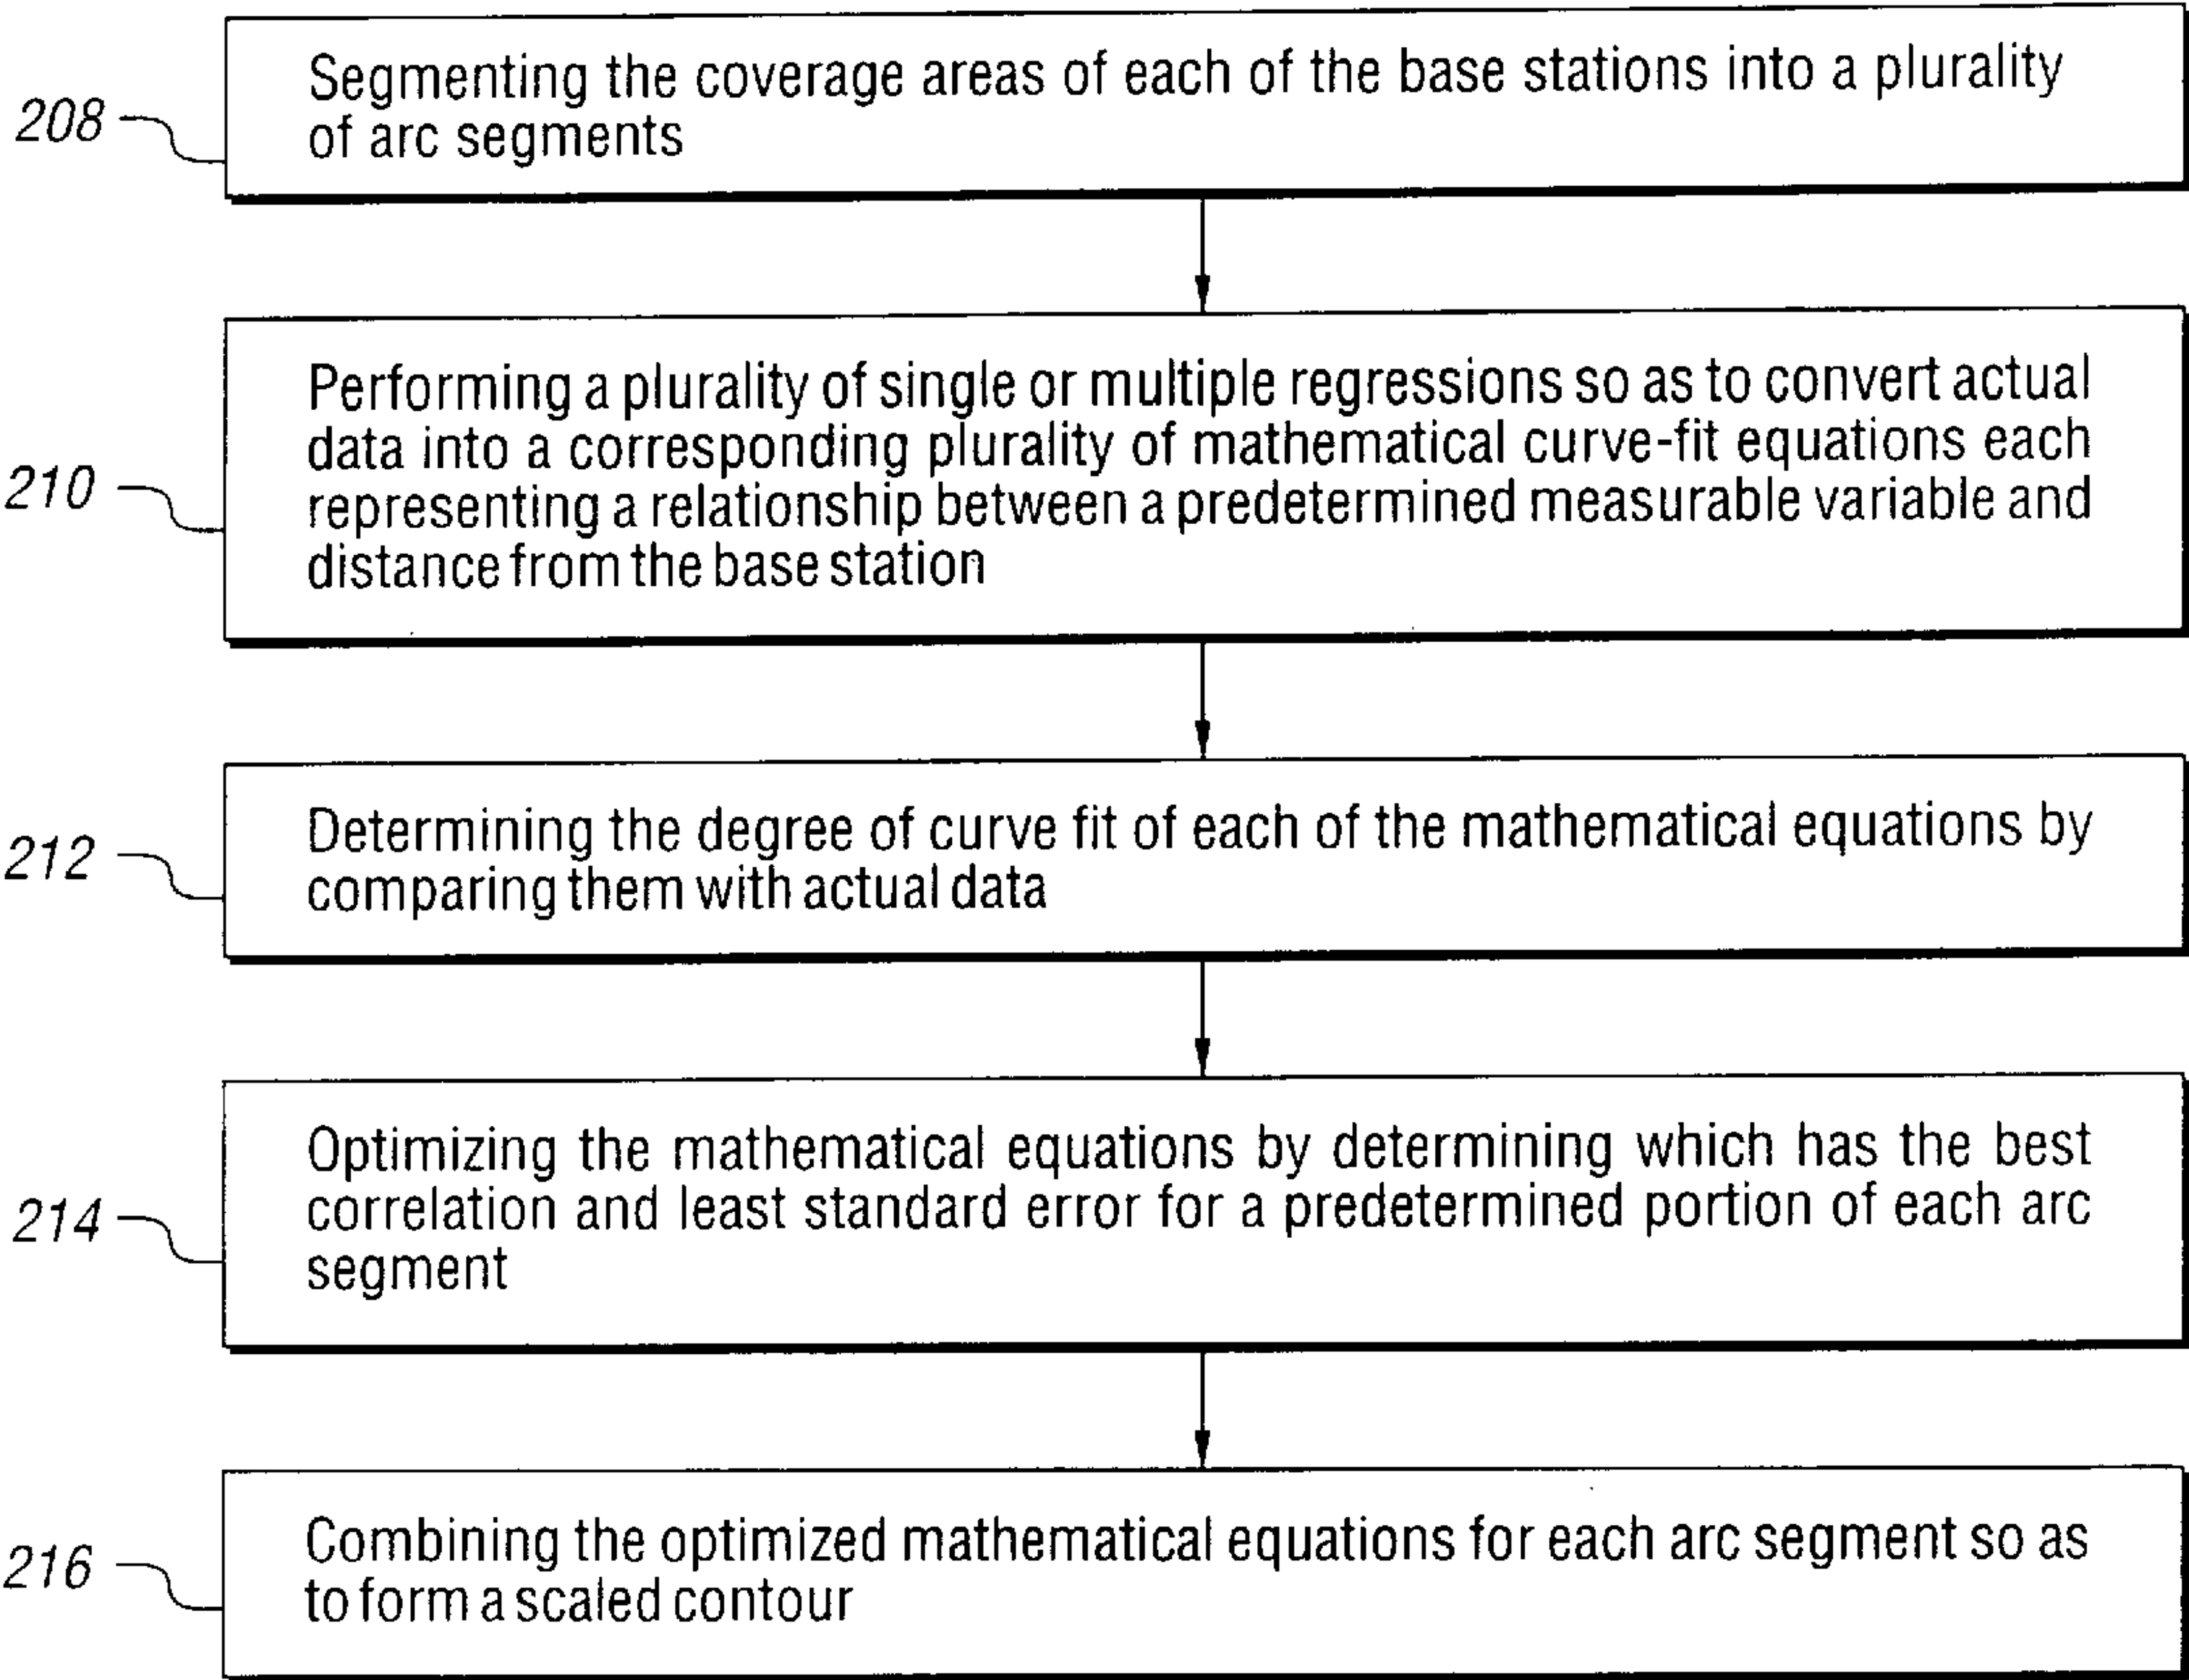 Segmenting the coverage areas of each of the base stations into a plurality
of arc segments
208
Performing a plurality of single or multiple regressions so as to convert actual
data into a corresponding plurality of mathematical curve-fit equations each
representing a relationship between a predetermined measurable variable and
distance from the base station
210
Determining the degree of curve fit of each of the mathematical equations by
comparing them with actual data
212
Optimizing the mathematical equations by determining which has the best
correlation and least standard error for a predetermined portion of each arc
segment
214
Combining the optimized mathematical equations for each arc segment so as
to form a scaled contour
216